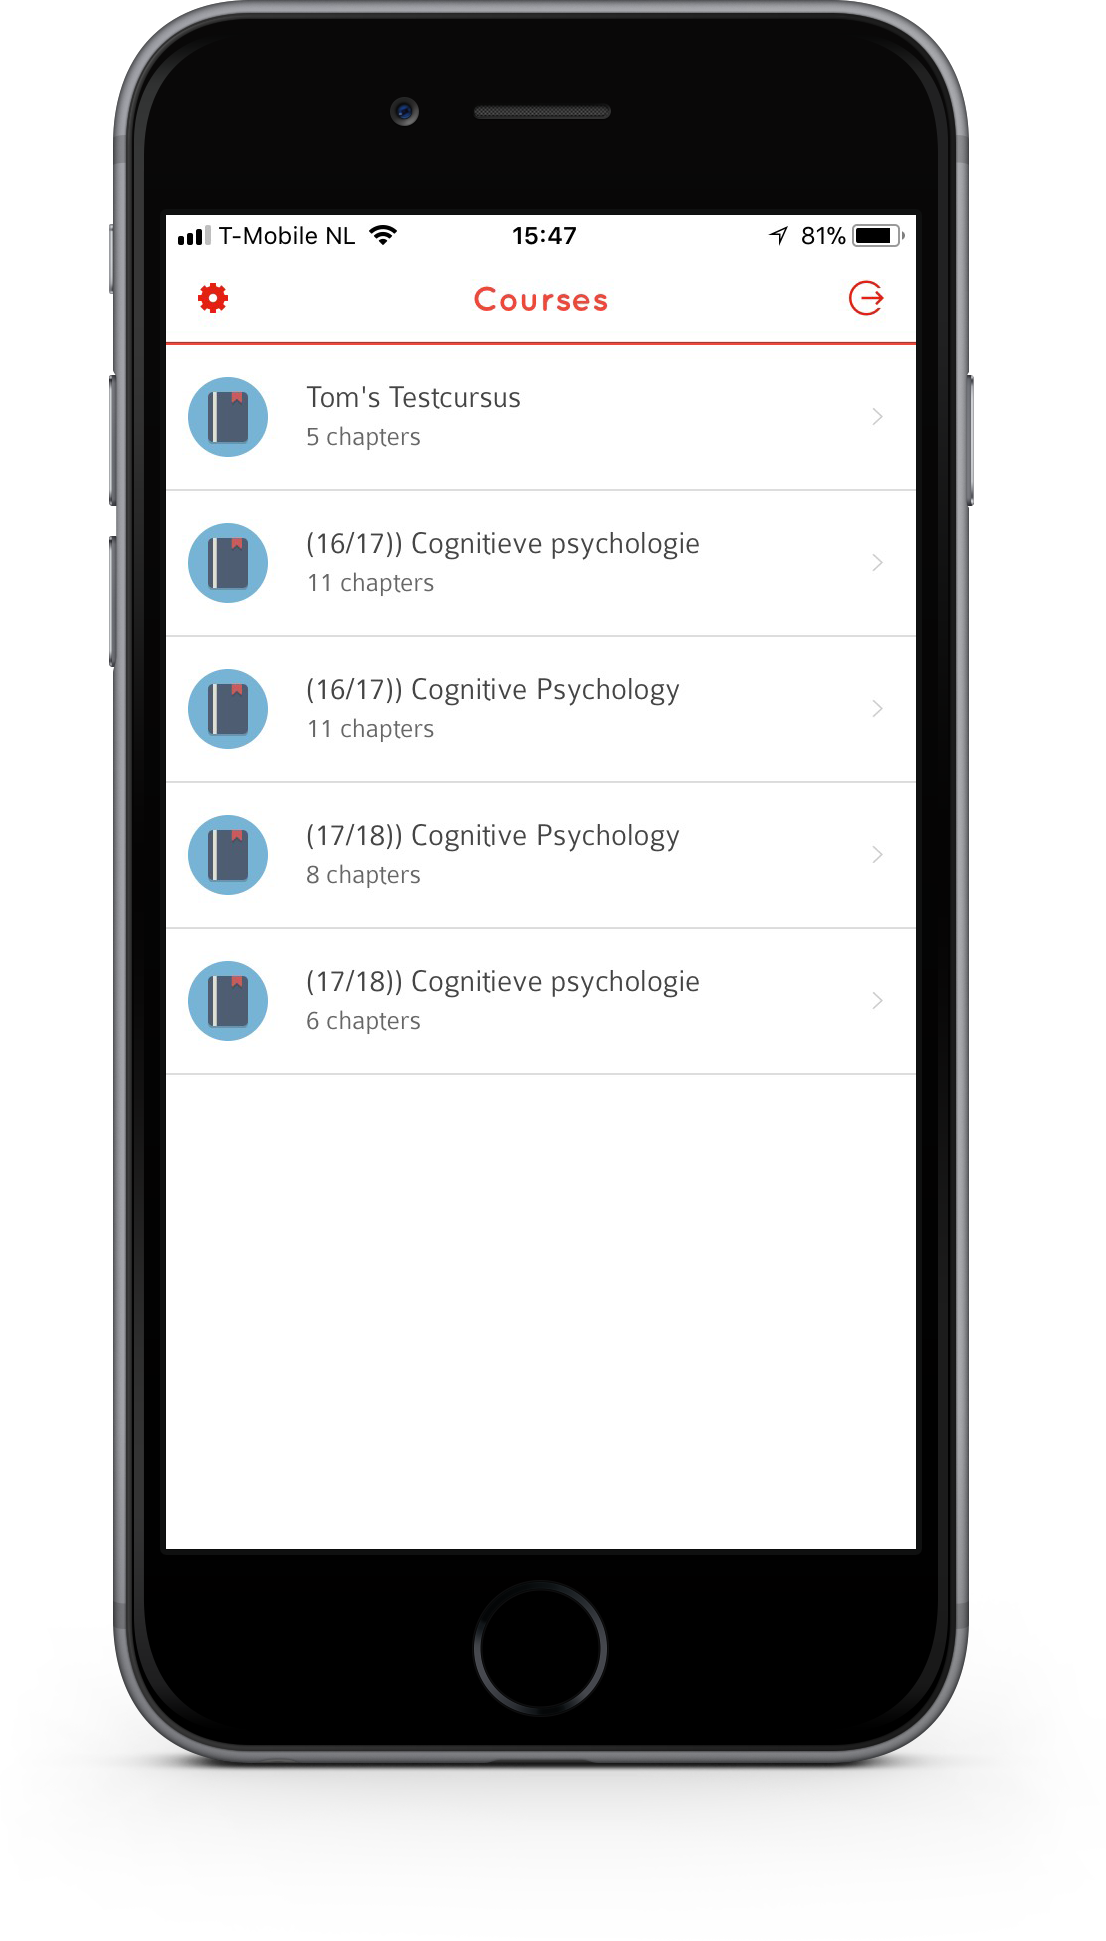 T-Mobile NL 15:47 81%
Courses
Tom's Testcursus
5 chapters
(16/17)) Cognitieve psychologie
11 chapters
(16/17)) Cognitive Psychology
11 chapters
(17/18)) Cognitive Psychology
8 chapters
(17/18)) Cognitieve psychologie
6 chapters